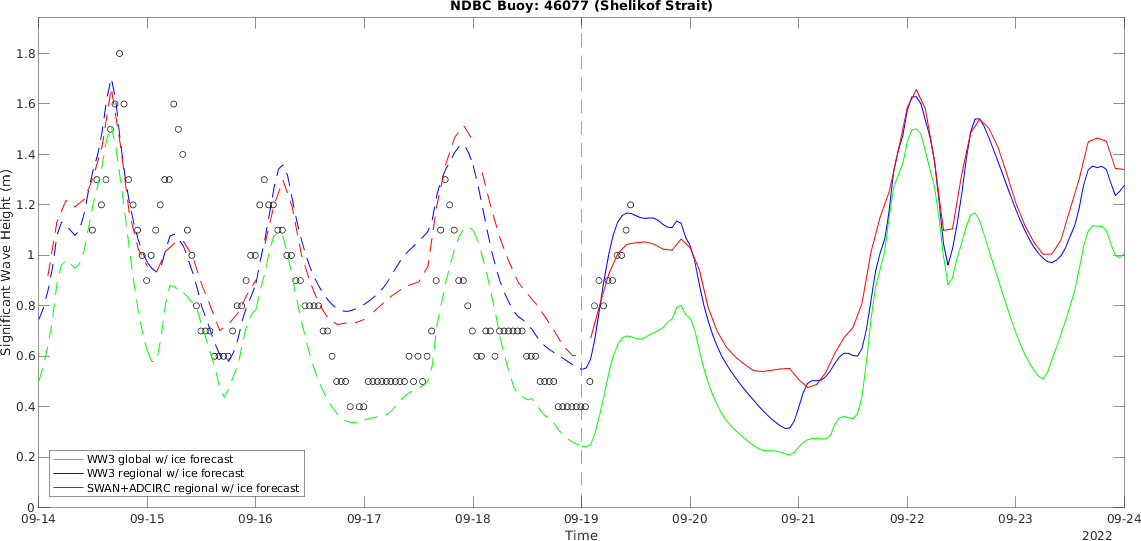 NDBC Buoy: 46077 (Shelikof Strait)
Significant Wave Height (m)
1.8
1.6
1.4
1.2
1
0.8
0.6
0.4
0.2
0
WW3 global w/ ice forecast
WW3 regional w/ ice forecast
SWAN+ADCIRC regional w/ ice forecast
09-14 09-15 09-16 09-17 09-18 09-19 09-20 09-21 09-22 09-23 09-24
Time
2022